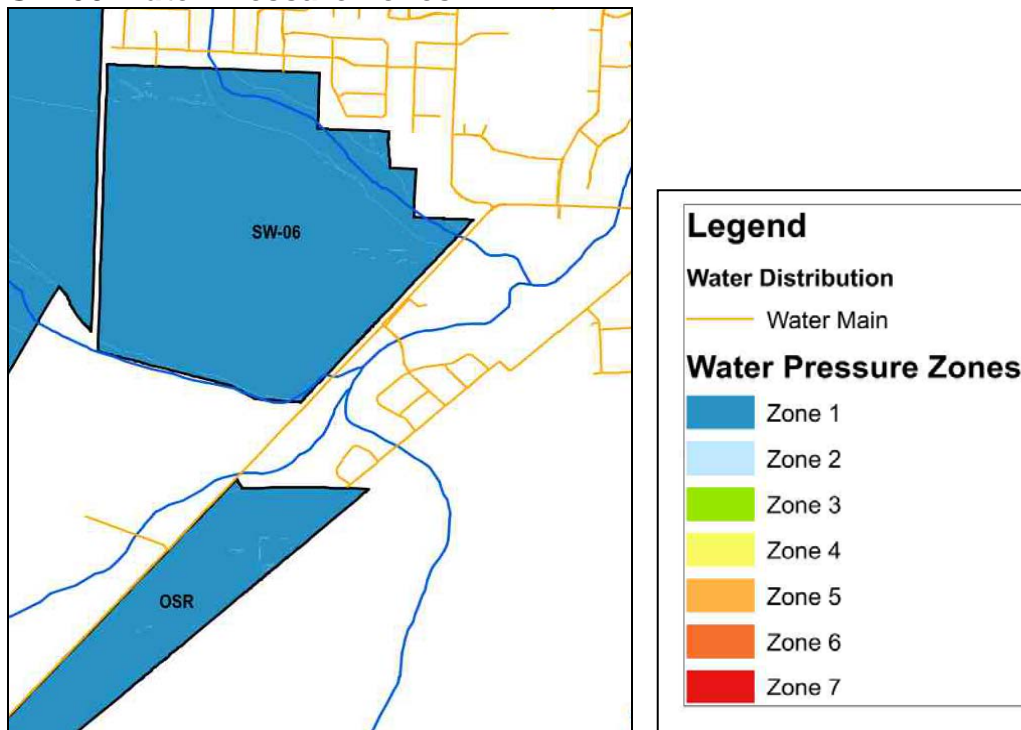 SW-06
OSR
Legend
Water Distribution
Water Main
Water Pressure Zones
Zone 1
Zone 2
Zone 3
Zone 4
Zone 5
Zone 6
Zone 7